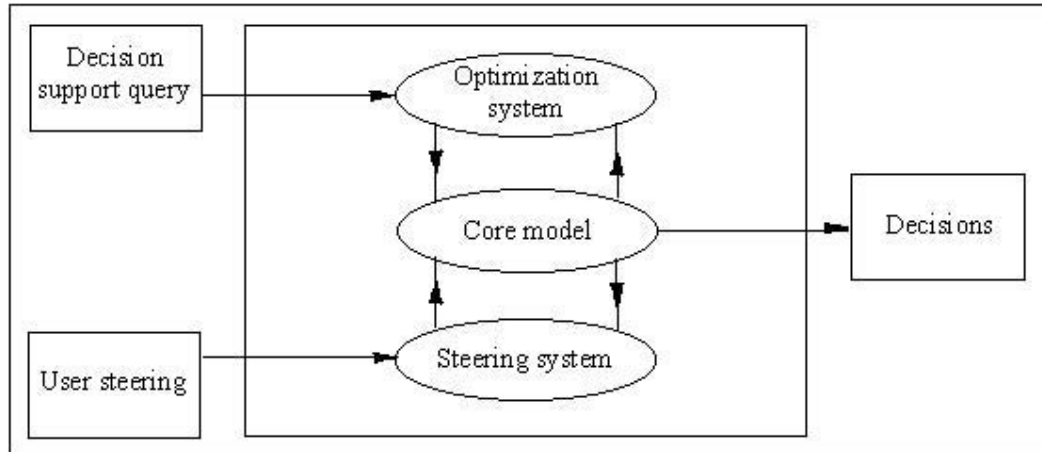 Decision
support query
Optimization
system
Core model
Decisions
User steering
Steering system